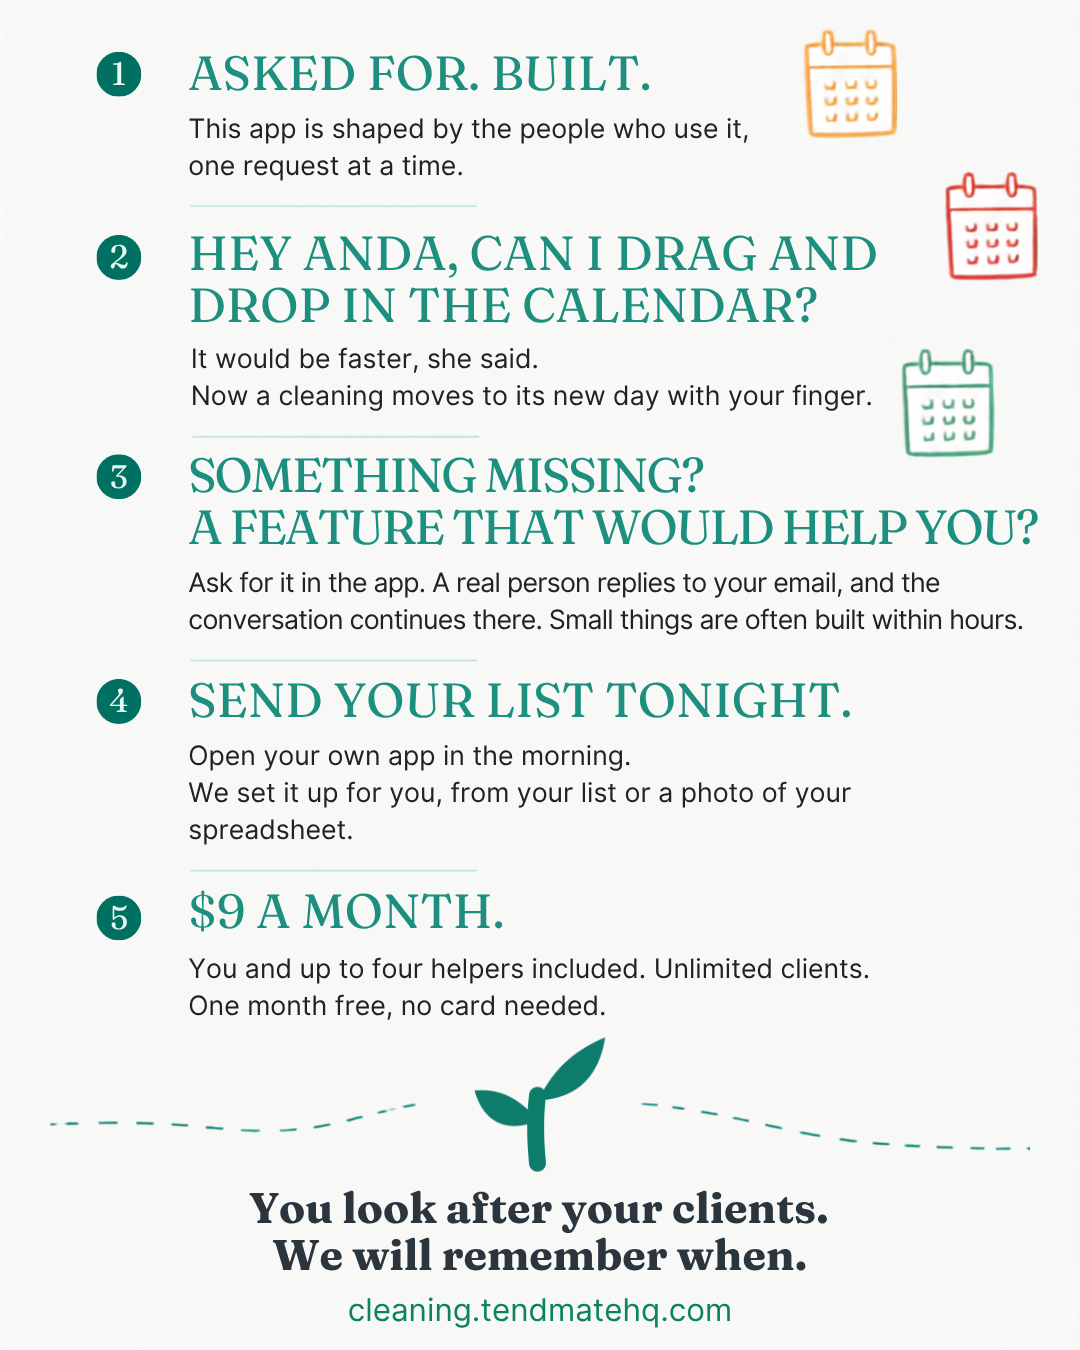 1 ASKED FOR. BUILT.
This app is shaped by the people who use it,
one request at a time.
2 HEY ANDA, CAN I DRAG AND
DROP IN THE CALENDAR?
It would be faster, she said.
Now a cleaning moves to its new day with your finger.
3 SOMETHING MISSING?
A FEATURE THAT WOULD HELP YOU?
Ask for it in the app. A real person replies to your email, and the
conversation continues there. Small things are often built within hours.
4 SEND YOUR LIST TONIGHT.
Open your own app in the morning.
We set it up for you, from your list or a photo of your
spreadsheet.
5 $9 A MONTH.
You and up to four helpers included. Unlimited clients.
One month free, no card needed.
You look after your clients.
We will remember when.
cleaning.tendmatehq.com